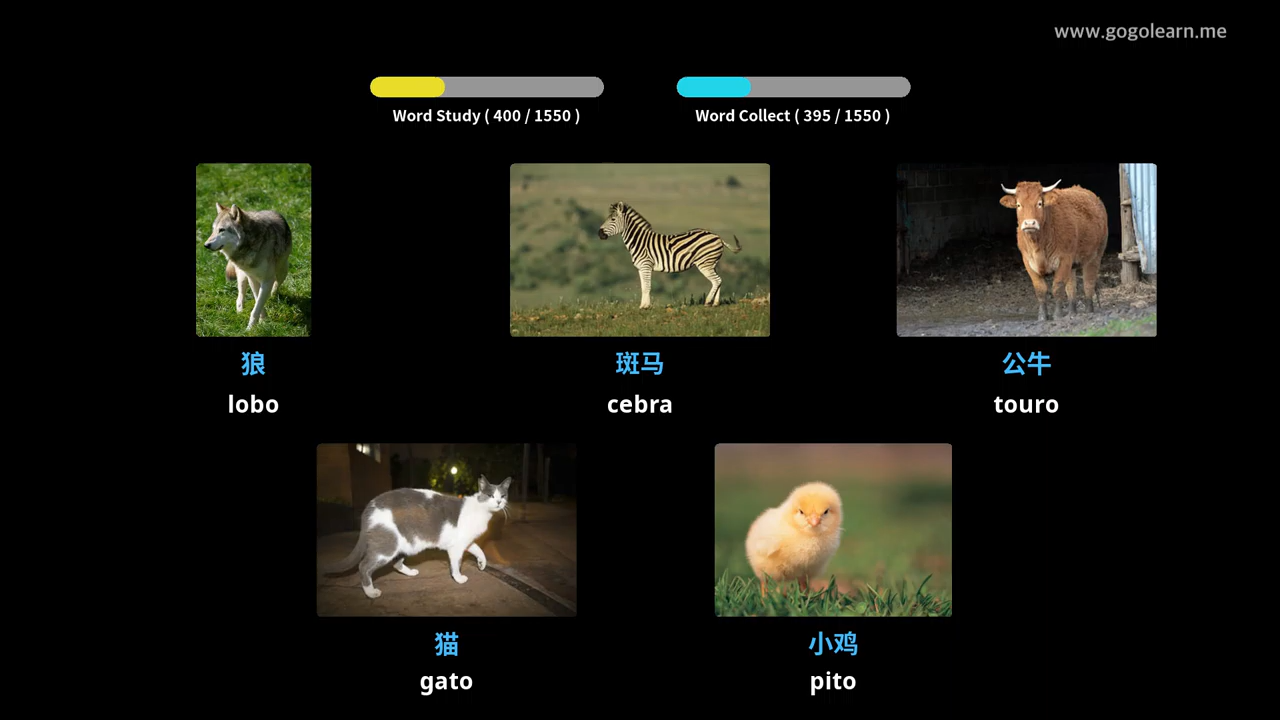 www.gogolearn.me
Word Study ( 400 / 1550 )
Word Collect ( 395 / 1550 )
狼
斑马
公牛
lobo
cebra
touro
猫
小鸡
gato
pito